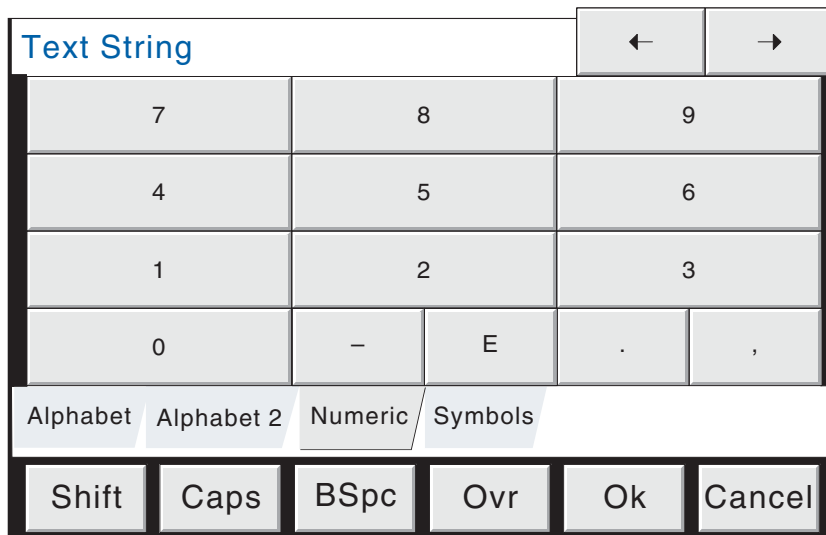 Text String ← →
7 8 9
4 5 6
1 2 3
0 – E . ,
Alphabet Alphabet 2 Numeric Symbols
Shift Caps BSpc Ovr Ok Cancel